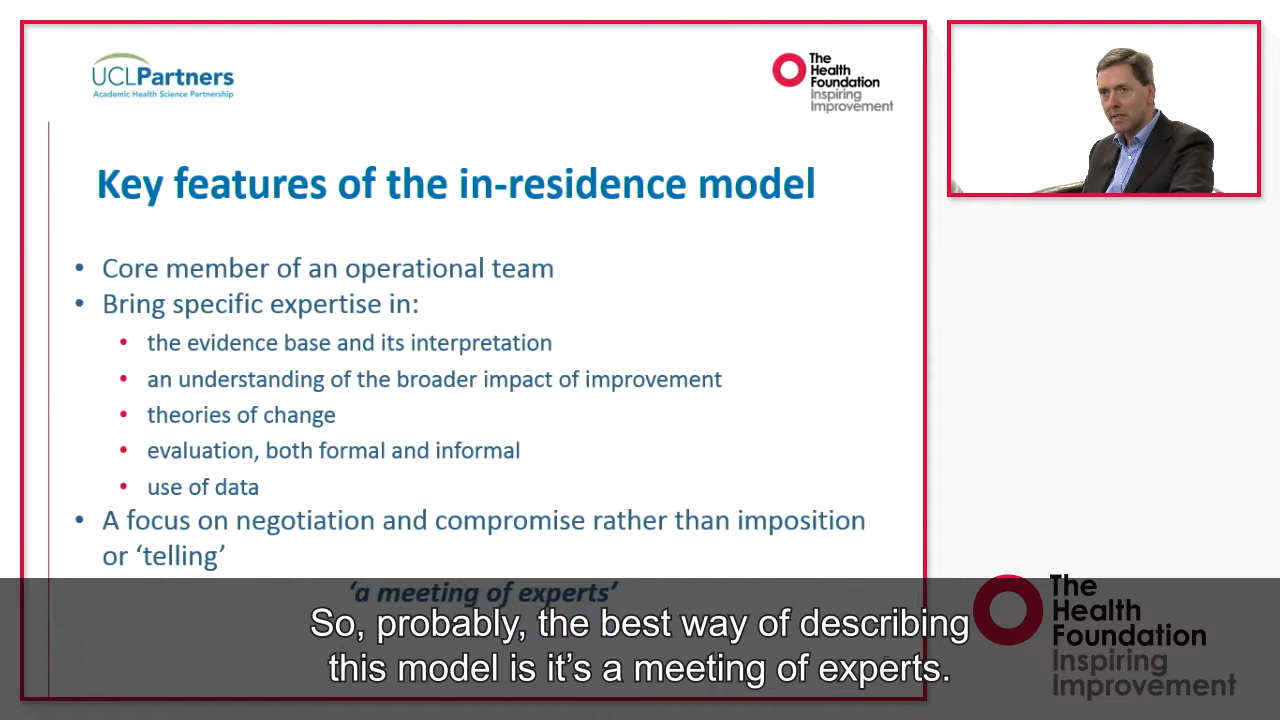 UCLPartners
Academic Health Science Partnership
The
Health
Foundation
Inspiring
Improvement
Key features of the in-residence model
• Core member of an operational team
• Bring specific expertise in:
• the evidence base and its interpretation
• an understanding of the broader impact of improvement
• theories of change
• evaluation, both formal and informal
• use of data
• A focus on negotiation and compromise rather than imposition
or ‘telling’
‘a meeting of experts’
So, probably, the best way of describing
this model is it’s a meeting of experts.
The
Health
Foundation
Inspiring
Improvement